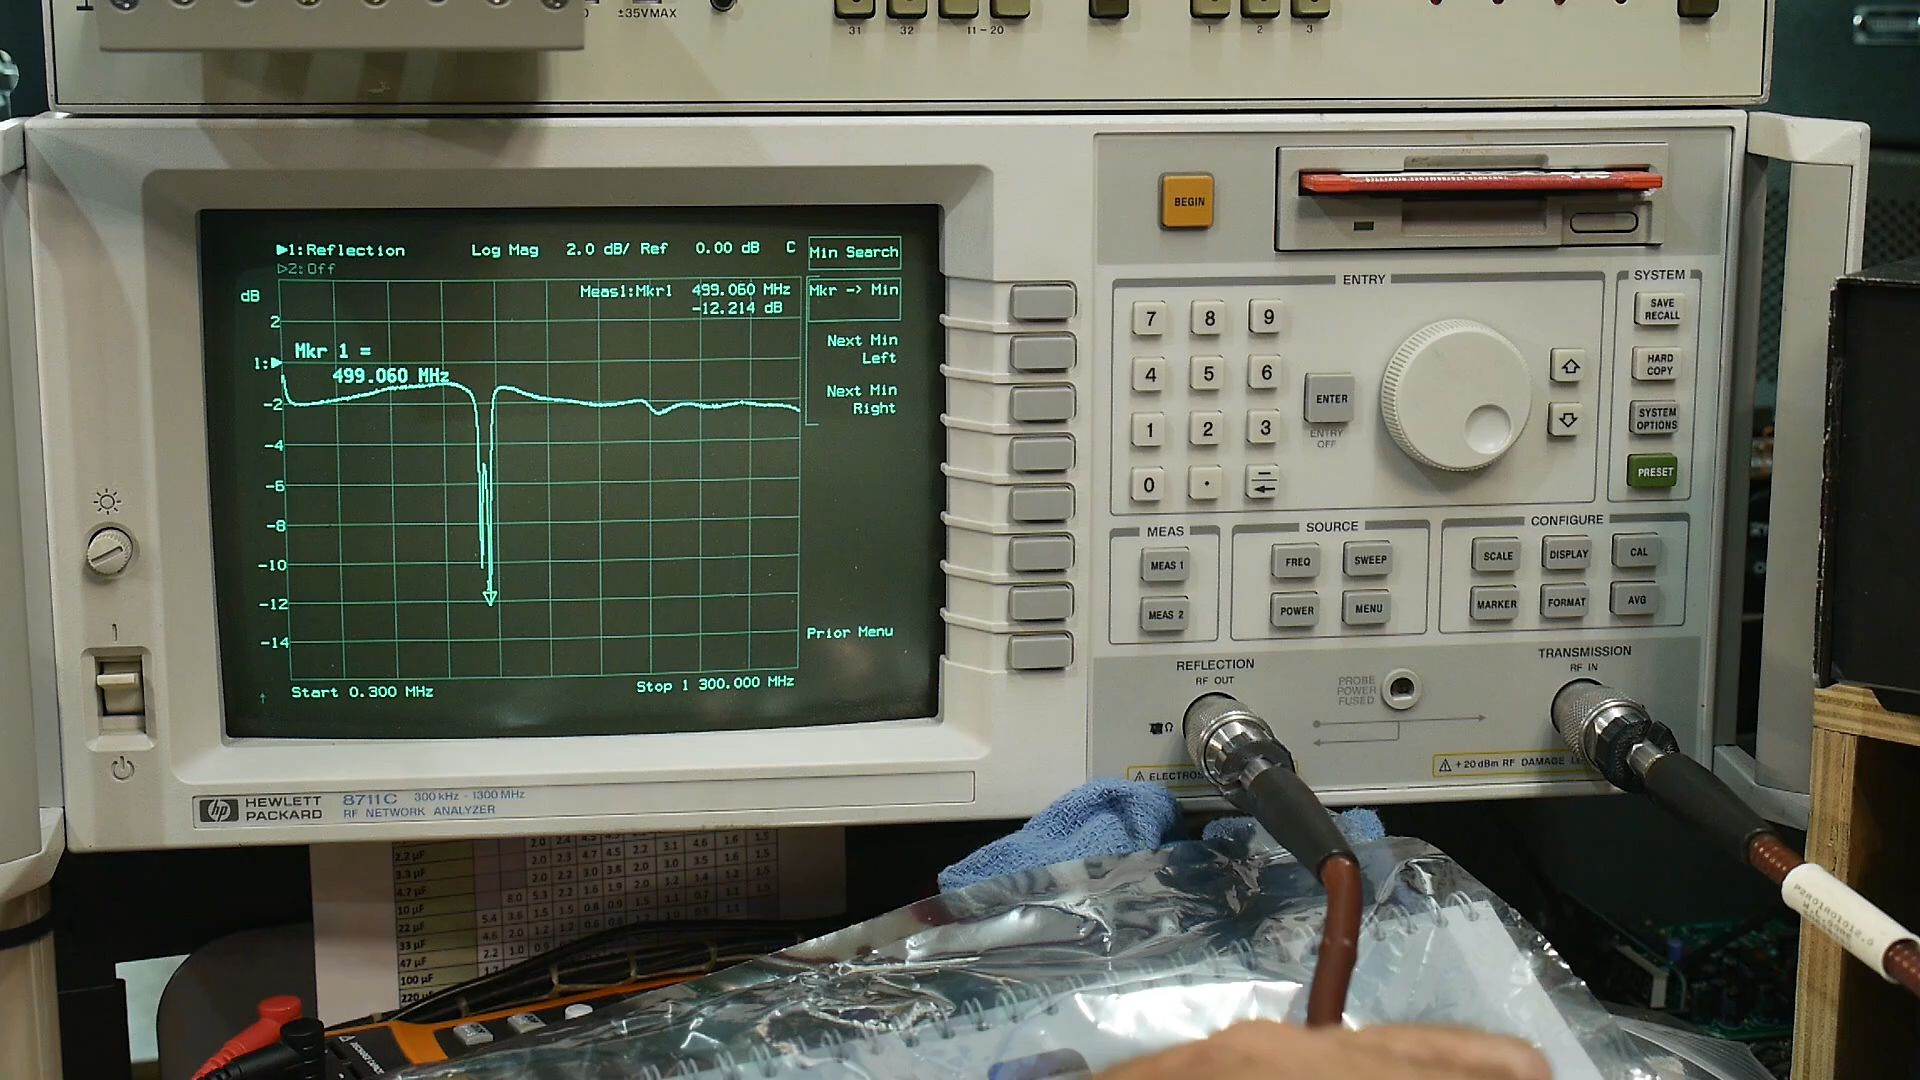 ±35VMAX
31 32 11-20 1 2 3
▶1:Reflection Log Mag 2.0 dB/ Ref 0.00 dB C
▷2:Off
dB
Meas1:Mkr1 499.060 MHz
-12.214 dB
Mkr 1 =
499.060 MHz
2
1:▶
-2
-4
-6
-8
-10
-12
-14
Start 0.300 MHz
Stop 1 300.000 MHz
Min Search
Mkr -> Min
Next Min
Left
Next Min
Right
Prior Menu
hp HEWLETT
PACKARD
8711C 300 kHz - 1300 MHz
RF NETWORK ANALYZER
BEGIN
ENTRY
7 8 9
4 5 6
1 2 3
0 .
ENTER
ENTRY
OFF
SYSTEM
SAVE
RECALL
HARD
COPY
SYSTEM
OPTIONS
PRESET
MEAS
MEAS 1
MEAS 2
SOURCE
FREQ SWEEP
POWER MENU
CONFIGURE
SCALE DISPLAY CAL
MARKER FORMAT AVG
REFLECTION
RF OUT
PROBE
POWER
FUSED
TRANSMISSION
RF IN
Ω
+20 dBm RF DAMAGE
2.2 µF
3.3 µF
4.7 µF
10 µF
22 µF
33 µF
47 µF
100 µF
220 µF